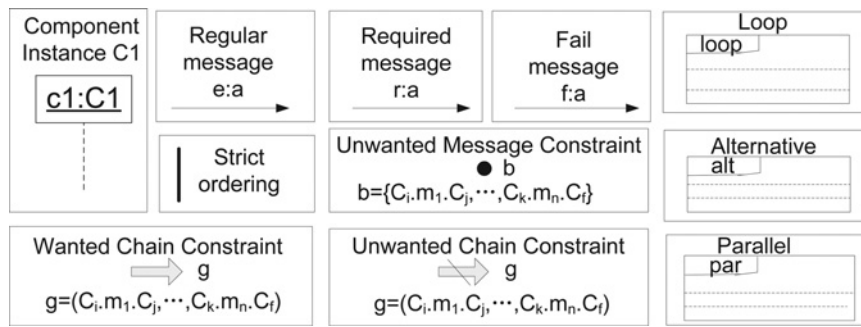 Component
Instance C1
c1:C1
Regular
message
e:a
Required
message
r:a
Fail
message
f:a
Loop
loop
Strict
ordering
Unwanted Message Constraint
b
b={Ci.m1.Cj,···,Ck.mn.Cf}
Alternative
alt
Wanted Chain Constraint
g
g=(Ci.m1.Cj,···,Ck.mn.Cf)
Unwanted Chain Constraint
g
g=(Ci.m1.Cj,···,Ck.mn.Cf)
Parallel
par